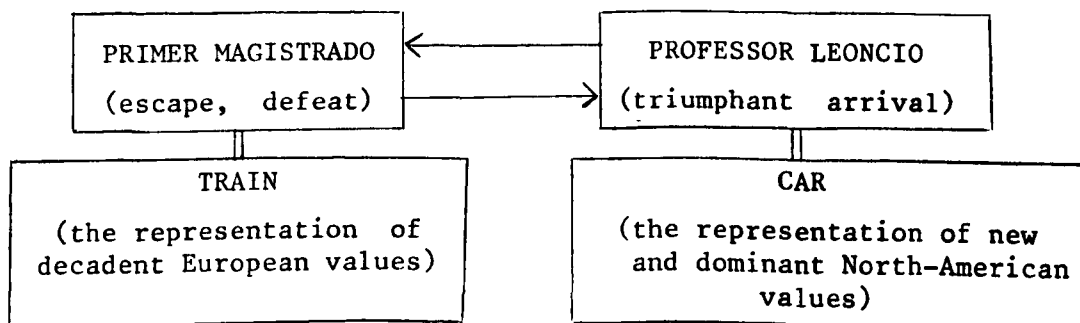 PRIMER MAGISTRADO
(escape, defeat)
PROFESSOR LEONCIO
(triumphant arrival)
TRAIN
(the representation of
decadent European values)
CAR
(the representation of new
and dominant North-American
values)